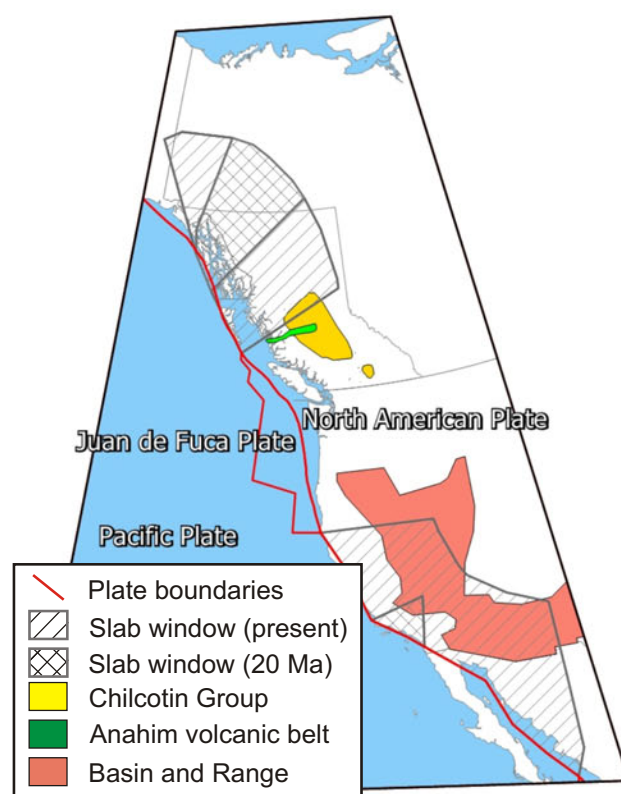 North American Plate
Juan de Fuca Plate
Pacific Plate
Plate boundaries
Slab window (present)
Slab window (20 Ma)
Chilcotin Group
Anahim volcanic belt
Basin and Range